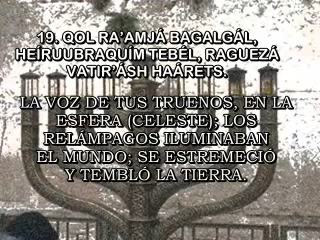 19. QOL RA'AMJÁ BAGALGÁL,
HEÍRUUBRAQUÍM TEBÊL, RAGUEZÁ
VATIR'ÁSH HAÁRETS.
LA VOZ DE TUS TRUENOS, EN LA
ESFERA (CELESTE); LOS
RELÁMPAGOS ILUMINABAN
EL MUNDO; SE ESTREMECIÓ
Y TEMBLÓ LA TIERRA.